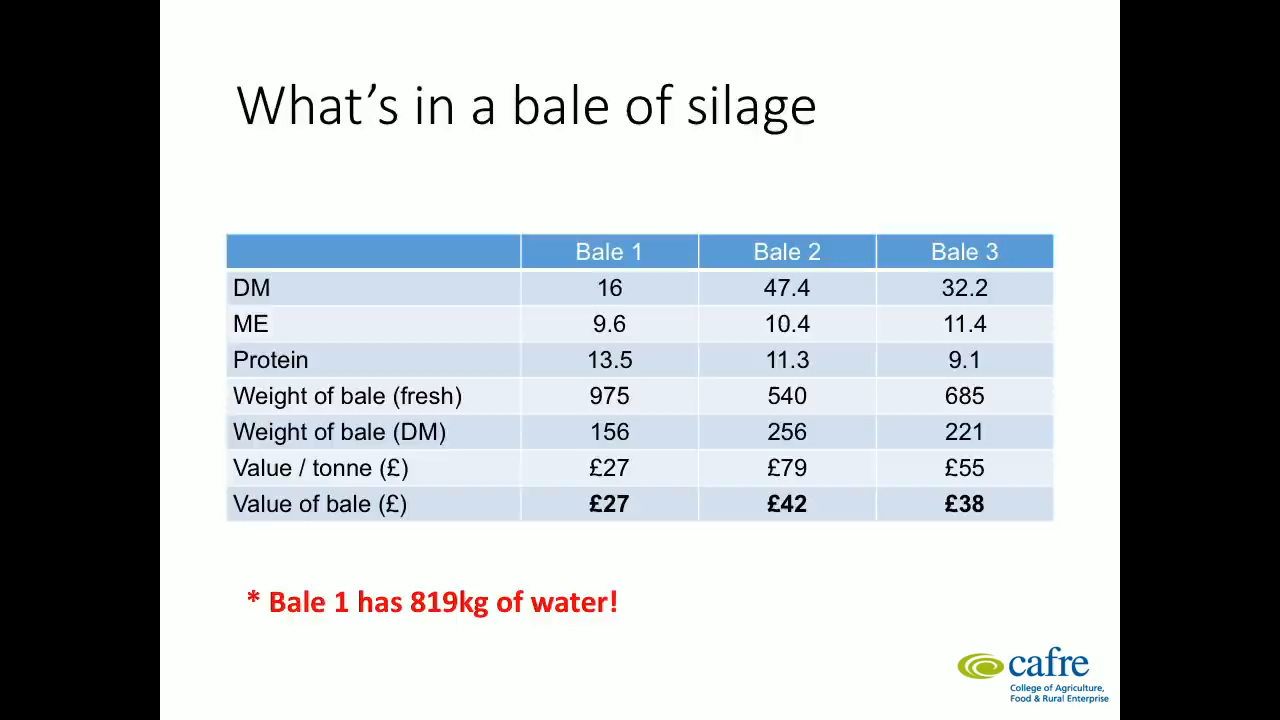 What’s in a bale of silage
Bale 1 Bale 2 Bale 3
DM 16 47.4 32.2
ME 9.6 10.4 11.4
Protein 13.5 11.3 9.1
Weight of bale (fresh) 975 540 685
Weight of bale (DM) 156 256 221
Value / tonne (£) £27 £79 £55
Value of bale (£) £27 £42 £38
* Bale 1 has 819kg of water!
cafre
College of Agriculture,
Food & Rural Enterprise